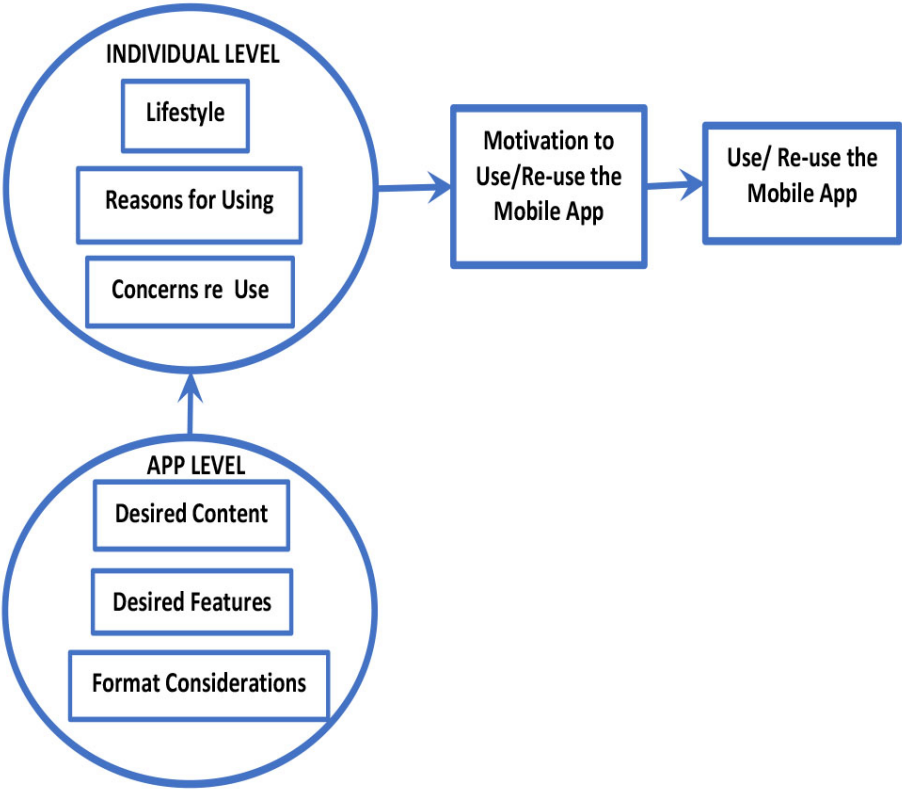 INDIVIDUAL LEVEL
Lifestyle
Reasons for Using
Concerns re Use
Motivation to
Use/Re-use the
Mobile App
Use/ Re-use the
Mobile App
APP LEVEL
Desired Content
Desired Features
Format Considerations